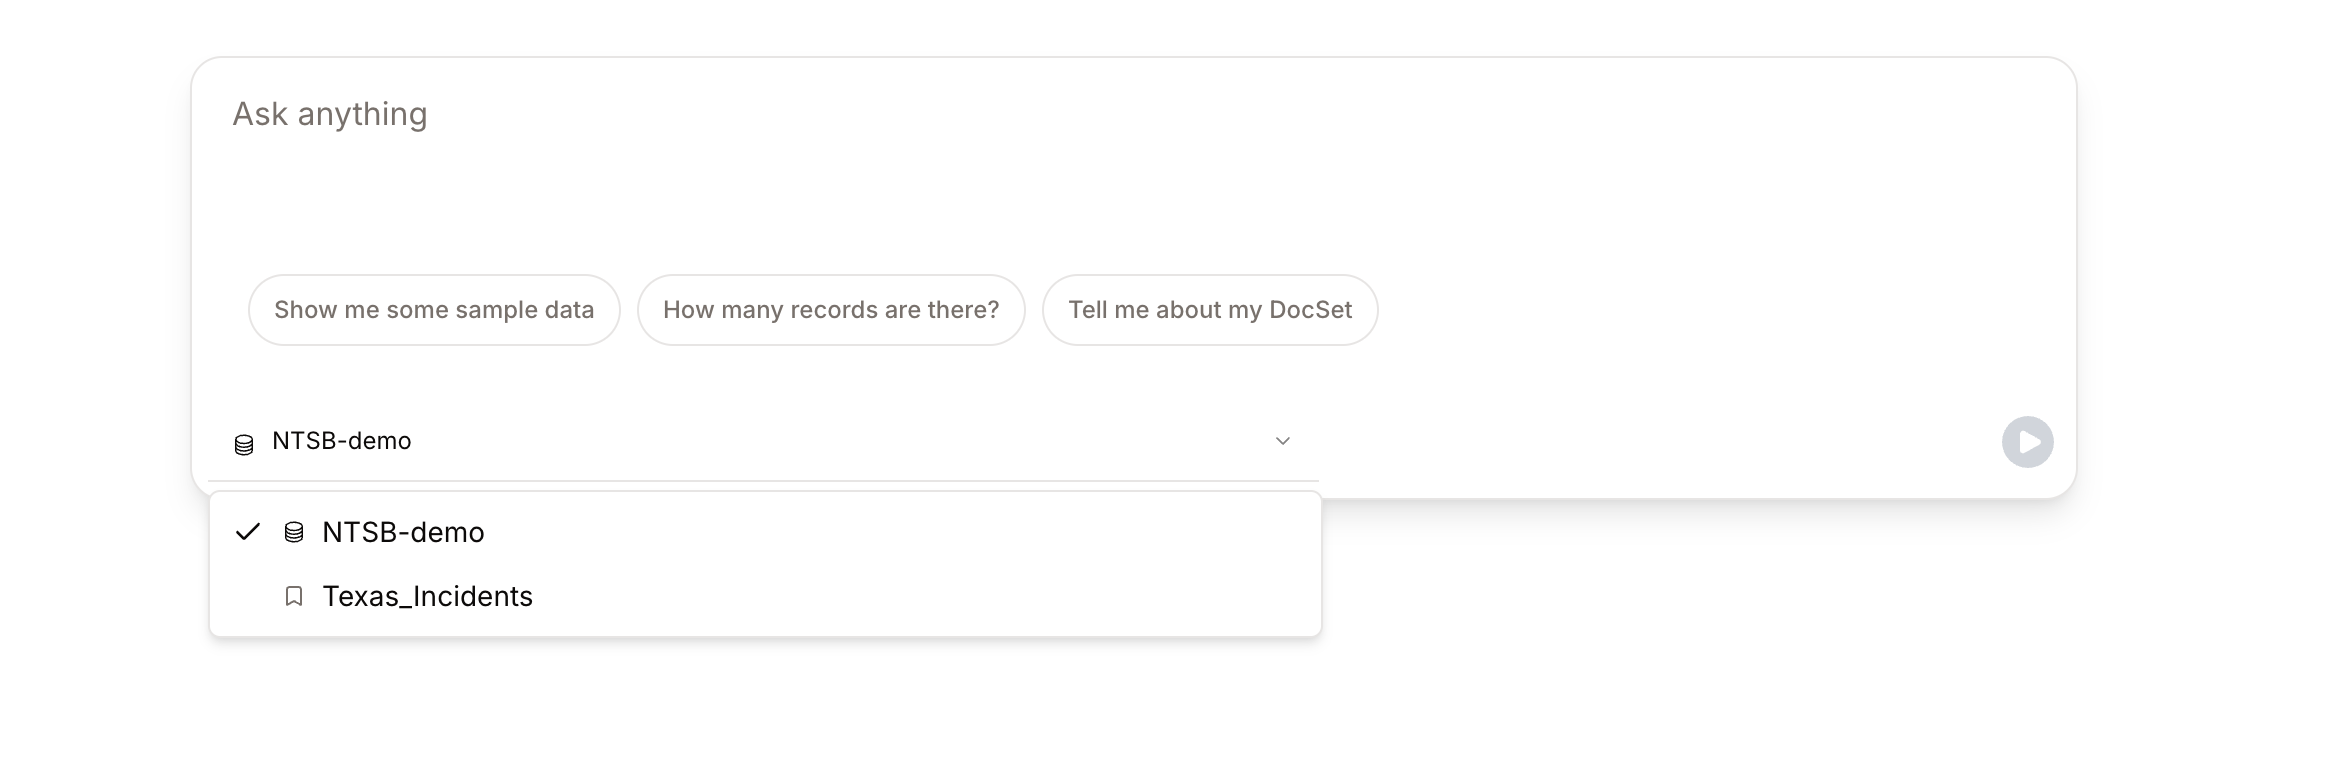 Ask anything
Show me some sample data
How many records are there?
Tell me about my DocSet
NTSB-demo
NTSB-demo
Texas_Incidents